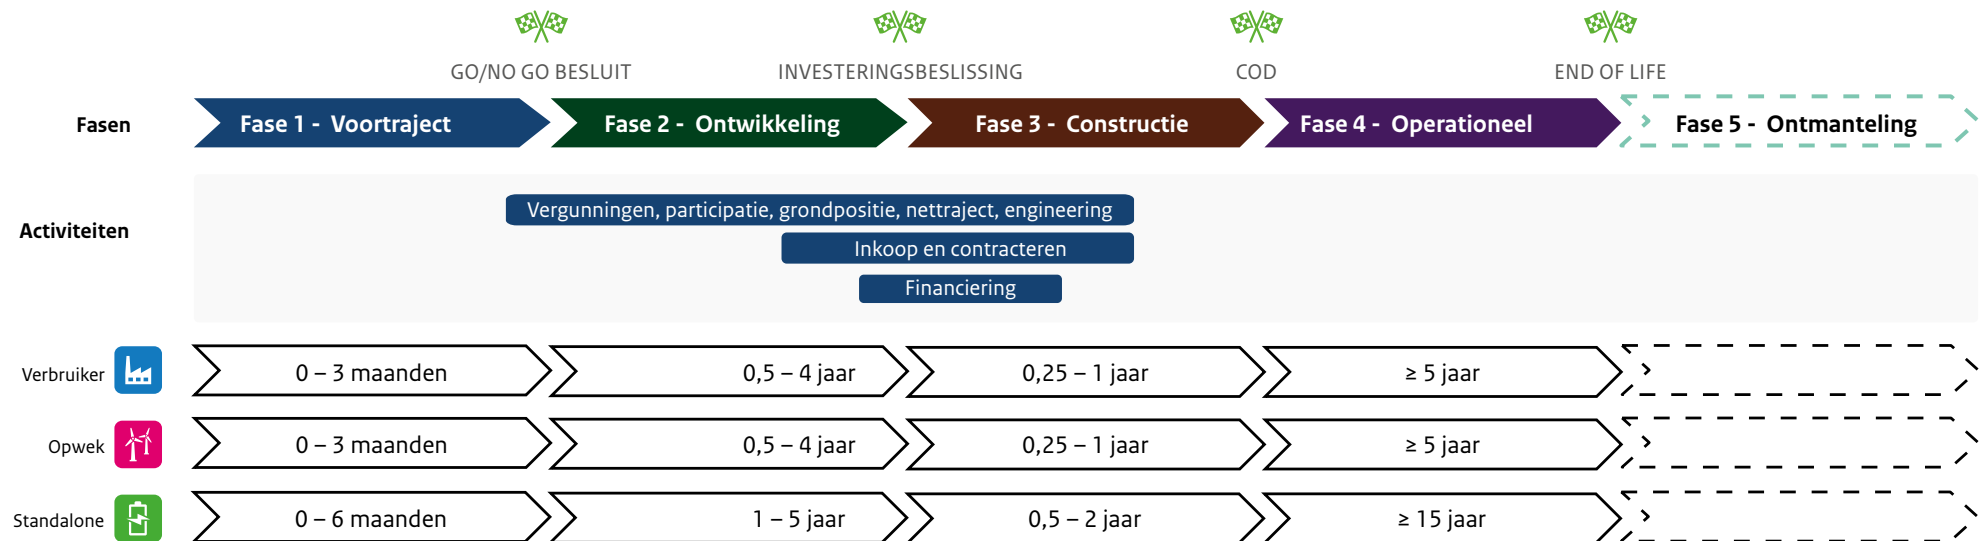 GO/NO GO BESLUIT
INVESTERINGSBESLISSING
COD
END OF LIFE
Fasen
Fase 1 - Voortraject
Fase 2 - Ontwikkeling
Fase 3 - Constructie
Fase 4 - Operationeel
Fase 5 - Ontmanteling
Activiteiten
Vergunningen, participatie, grondpositie, nettraject, engineering
Inkoop en contracteren
Financiering
Verbruiker
0 – 3 maanden
0,5 – 4 jaar
0,25 – 1 jaar
≥ 5 jaar
Opwek
0 – 3 maanden
0,5 – 4 jaar
0,25 – 1 jaar
≥ 5 jaar
Standalone
0 – 6 maanden
1 – 5 jaar
0,5 – 2 jaar
≥ 15 jaar